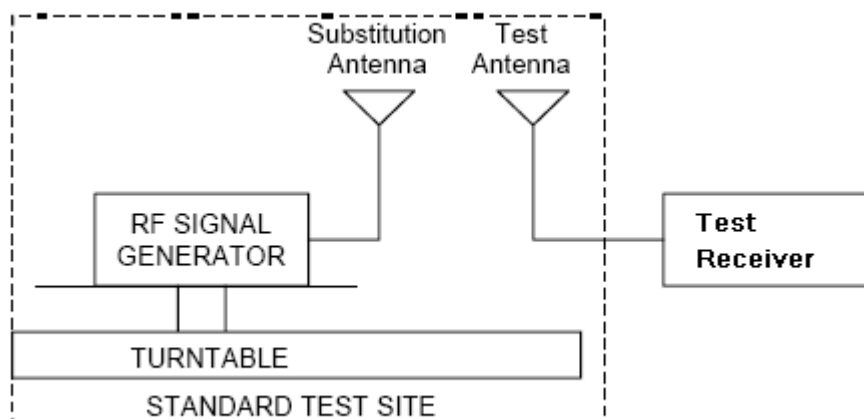 Substitution
Antenna
Test
Antenna
RF SIGNAL
GENERATOR
Test
Receiver
TURNTABLE
STANDARD TEST SITE